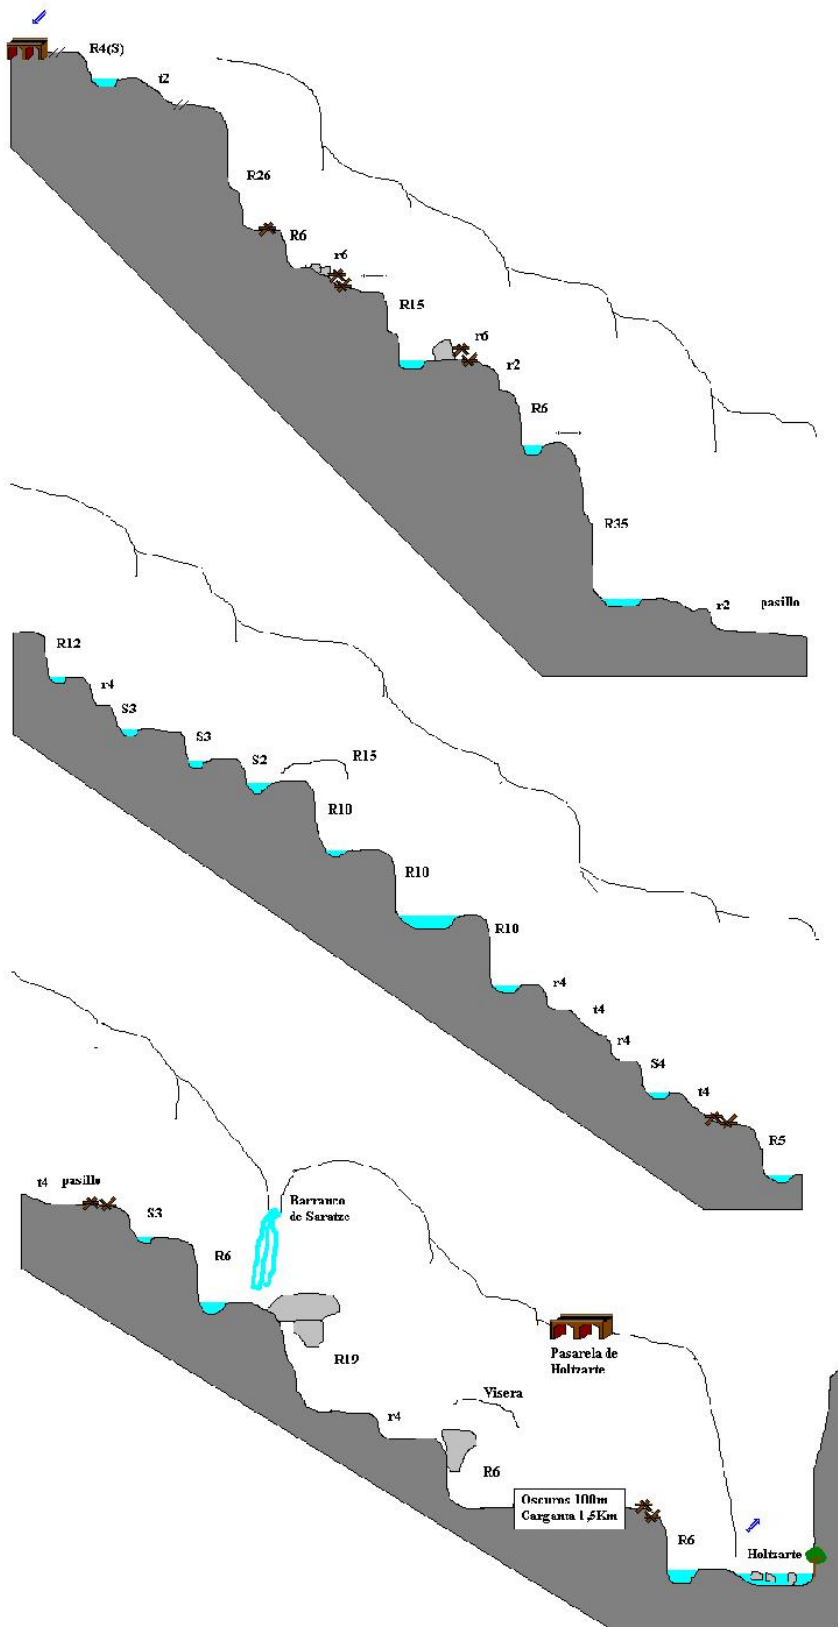 R4(S)
t2
R26
R6
r6
R15
r6
r2
R6
R35
r2
pasillo
R12
r4
S3
S3
S2
R15
R10
R10
R10
r4
t4
r4
S4
t4
R5
t4 pasillo
S3
R6
Barranco
de Saratze
R19
r4
Pasarela de
Holtzarte
Visera
R6
Oscuros 100m
Garganta 1,5Km
R6
Holtzarte